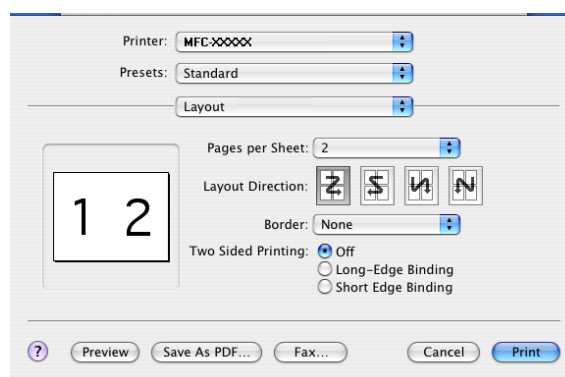 Printer: MFC-XXXXX
Presets: Standard
Layout
Pages per Sheet: 2
Layout Direction:
1 2
Border: None
Two Sided Printing: Off
Long-Edge Binding
Short Edge Binding
? Preview Save As PDF... Fax... Cancel Print